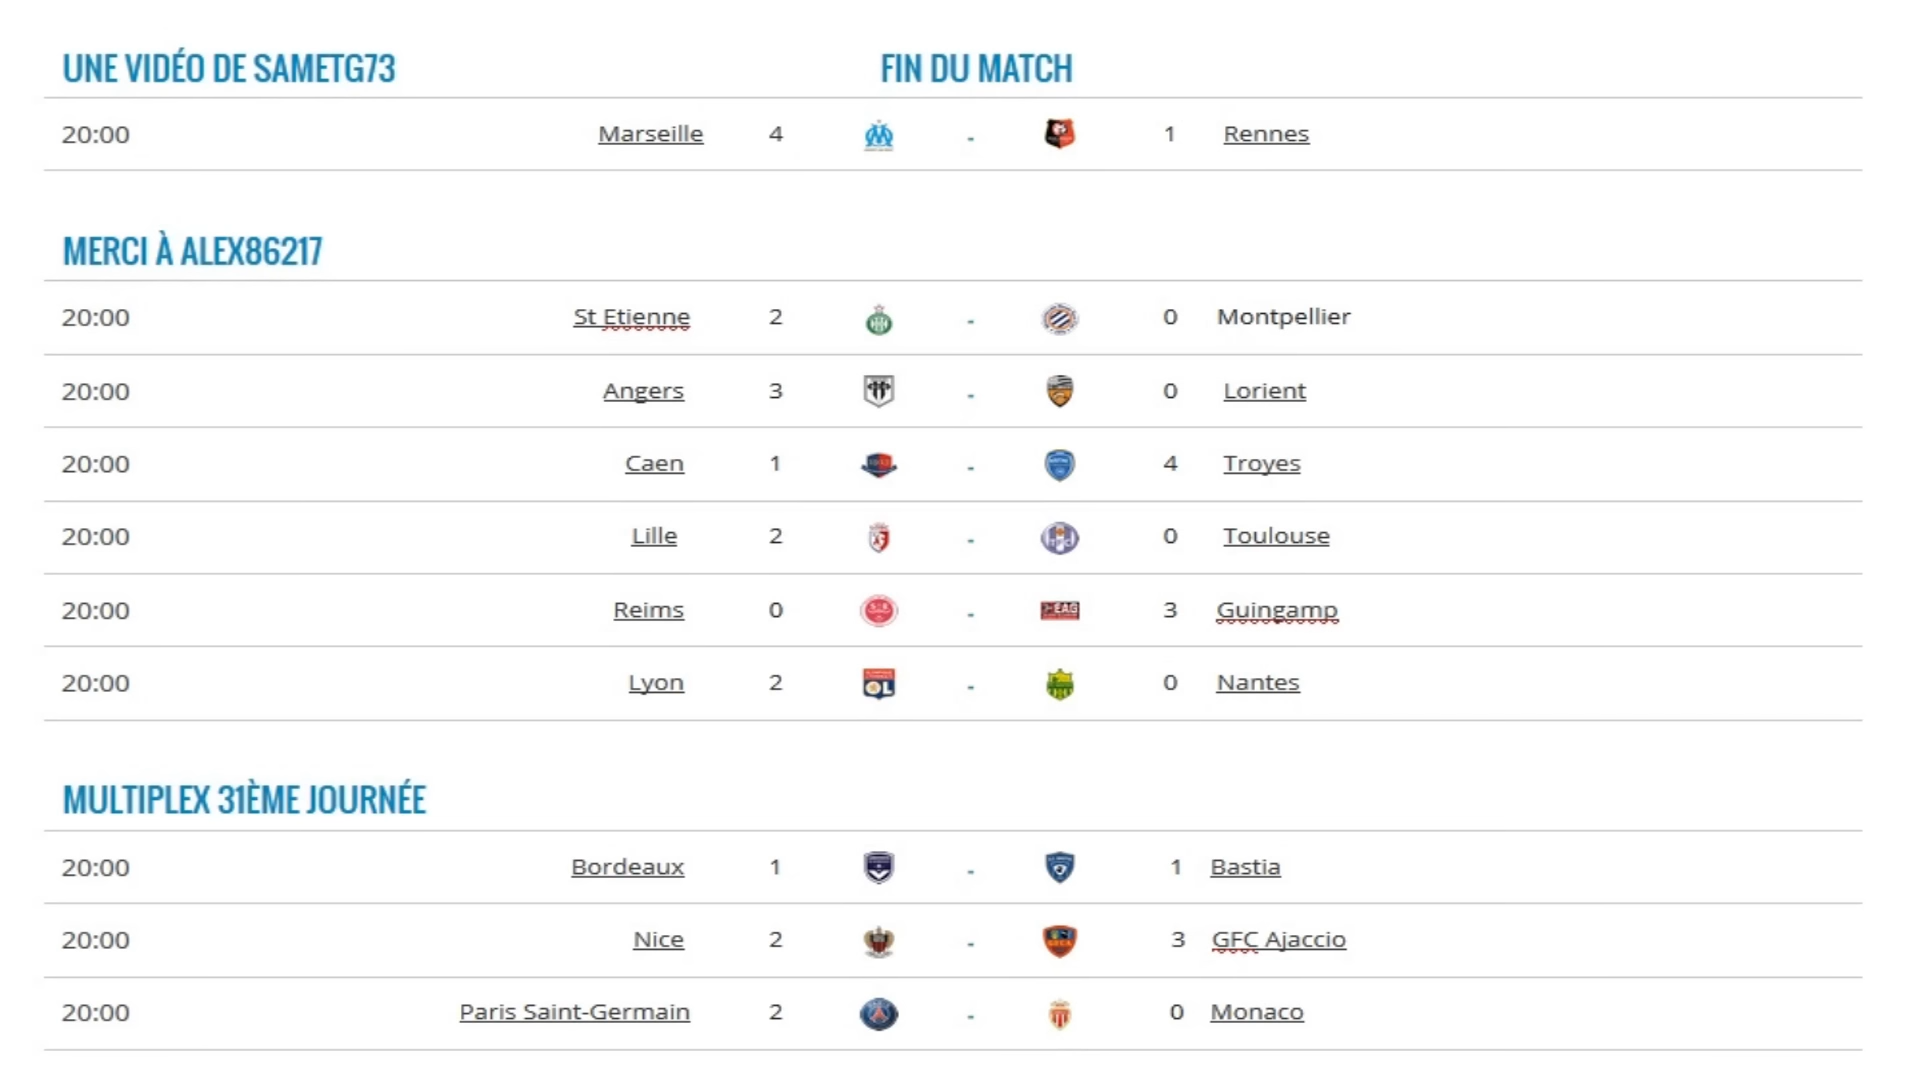 UNE VIDÉO DE SAMETG73 FIN DU MATCH
20:00 Marseille 4 - 1 Rennes
MERCI À ALEX86217
20:00 St Etienne 2 - 0 Montpellier
20:00 Angers 3 - 0 Lorient
20:00 Caen 1 - 4 Troyes
20:00 Lille 2 - 0 Toulouse
20:00 Reims 0 - EAG 3 Guingamp
20:00 Lyon 2 OL - 0 Nantes
MULTIPLEX 31ÈME JOURNÉE
20:00 Bordeaux 1 - 1 Bastia
20:00 Nice 2 - 3 GFC Ajaccio
20:00 Paris Saint-Germain 2 - 0 Monaco